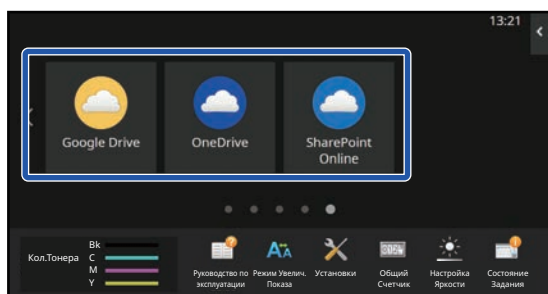 13:21
Google Drive
OneDrive
SharePoint
Online
Кол.Тонера
Bk
C
M
Y
Руководство по
эксплуатации
Режим Увелич.
Показа
Установки
Общий
Счетчик
Настройка
Яркости
Состояние
Задания